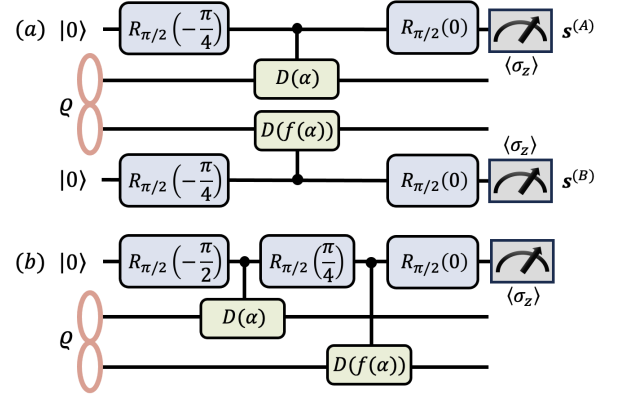 (a) |0⟩ R_{π/2}(−π/4) R_{π/2}(0) s^{(A)}
D(α) ⟨σ_z⟩
ϱ
D(f(α)) ⟨σ_z⟩
|0⟩ R_{π/2}(−π/4) R_{π/2}(0) s^{(B)}
(b) |0⟩ R_{π/2}(−π/2) R_{π/2}(π/4) R_{π/2}(0)
⟨σ_z⟩
D(α)
ϱ
D(f(α))